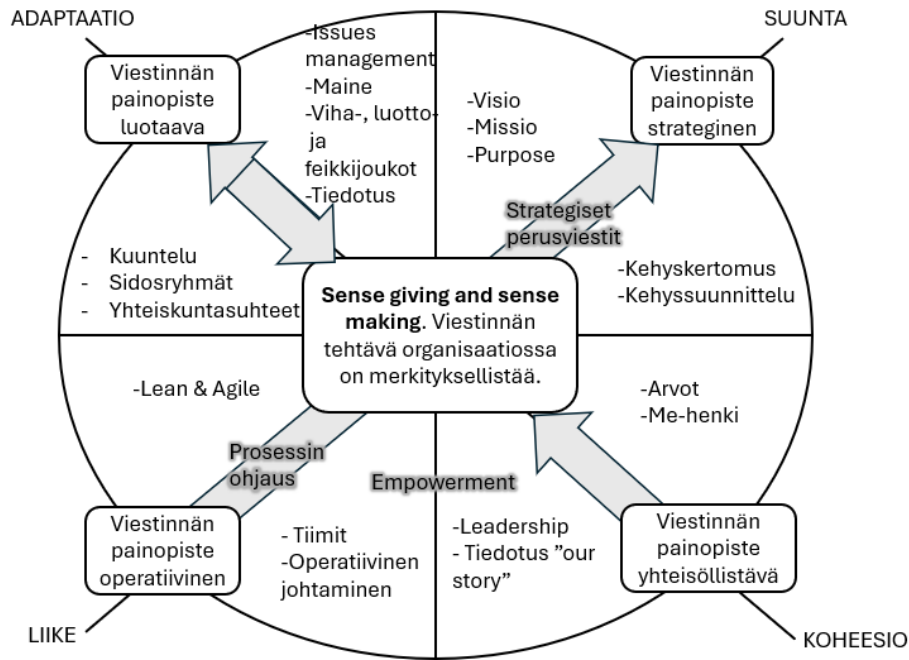 ADAPTAATIO
SUUNTA
Viestinnän
painopiste
luotaava
-Issues
management
-Maine
-Viha-, luotto-
ja
feikkijoukot
-Tiedotus
-Visio
-Missio
-Purpose
Viestinnän
painopiste
strateginen
Strategiset
perusviestit
- Kuuntelu
- Sidosryhmät
- Yhteiskuntasuhteet
-Kehyskertomus
-Kehyssuunnittelu
Sense giving and sense
making. Viestinnän
tehtävä organisaatiossa
on merkityksellistää.
-Lean & Agile
-Arvot
-Me-henki
Prosessin
ohjaus
Empowerment
Viestinnän
painopiste
operatiivinen
- Tiimit
-Operatiivinen
johtaminen
-Leadership
- Tiedotus ”our
story”
Viestinnän
painopiste
yhteisöllistävä
LIIKE
KOHEESIO